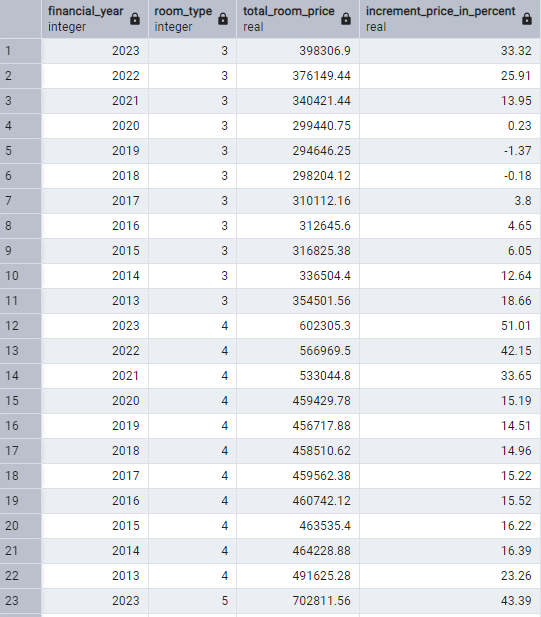 financial_year room_type total_room_price increment_price_in_percent
integer integer real real
1 2023 3 398306.9 33.32
2 2022 3 376149.44 25.91
3 2021 3 340421.44 13.95
4 2020 3 299440.75 0.23
5 2019 3 294646.25 -1.37
6 2018 3 298204.12 -0.18
7 2017 3 310112.16 3.8
8 2016 3 312645.6 4.65
9 2015 3 316825.38 6.05
10 2014 3 336504.4 12.64
11 2013 3 354501.56 18.66
12 2023 4 602305.3 51.01
13 2022 4 566969.5 42.15
14 2021 4 533044.8 33.65
15 2020 4 459429.78 15.19
16 2019 4 456717.88 14.51
17 2018 4 458510.62 14.96
18 2017 4 459562.38 15.22
19 2016 4 460742.12 15.52
20 2015 4 463535.4 16.22
21 2014 4 464228.88 16.39
22 2013 4 491625.28 23.26
23 2023 5 702811.56 43.39